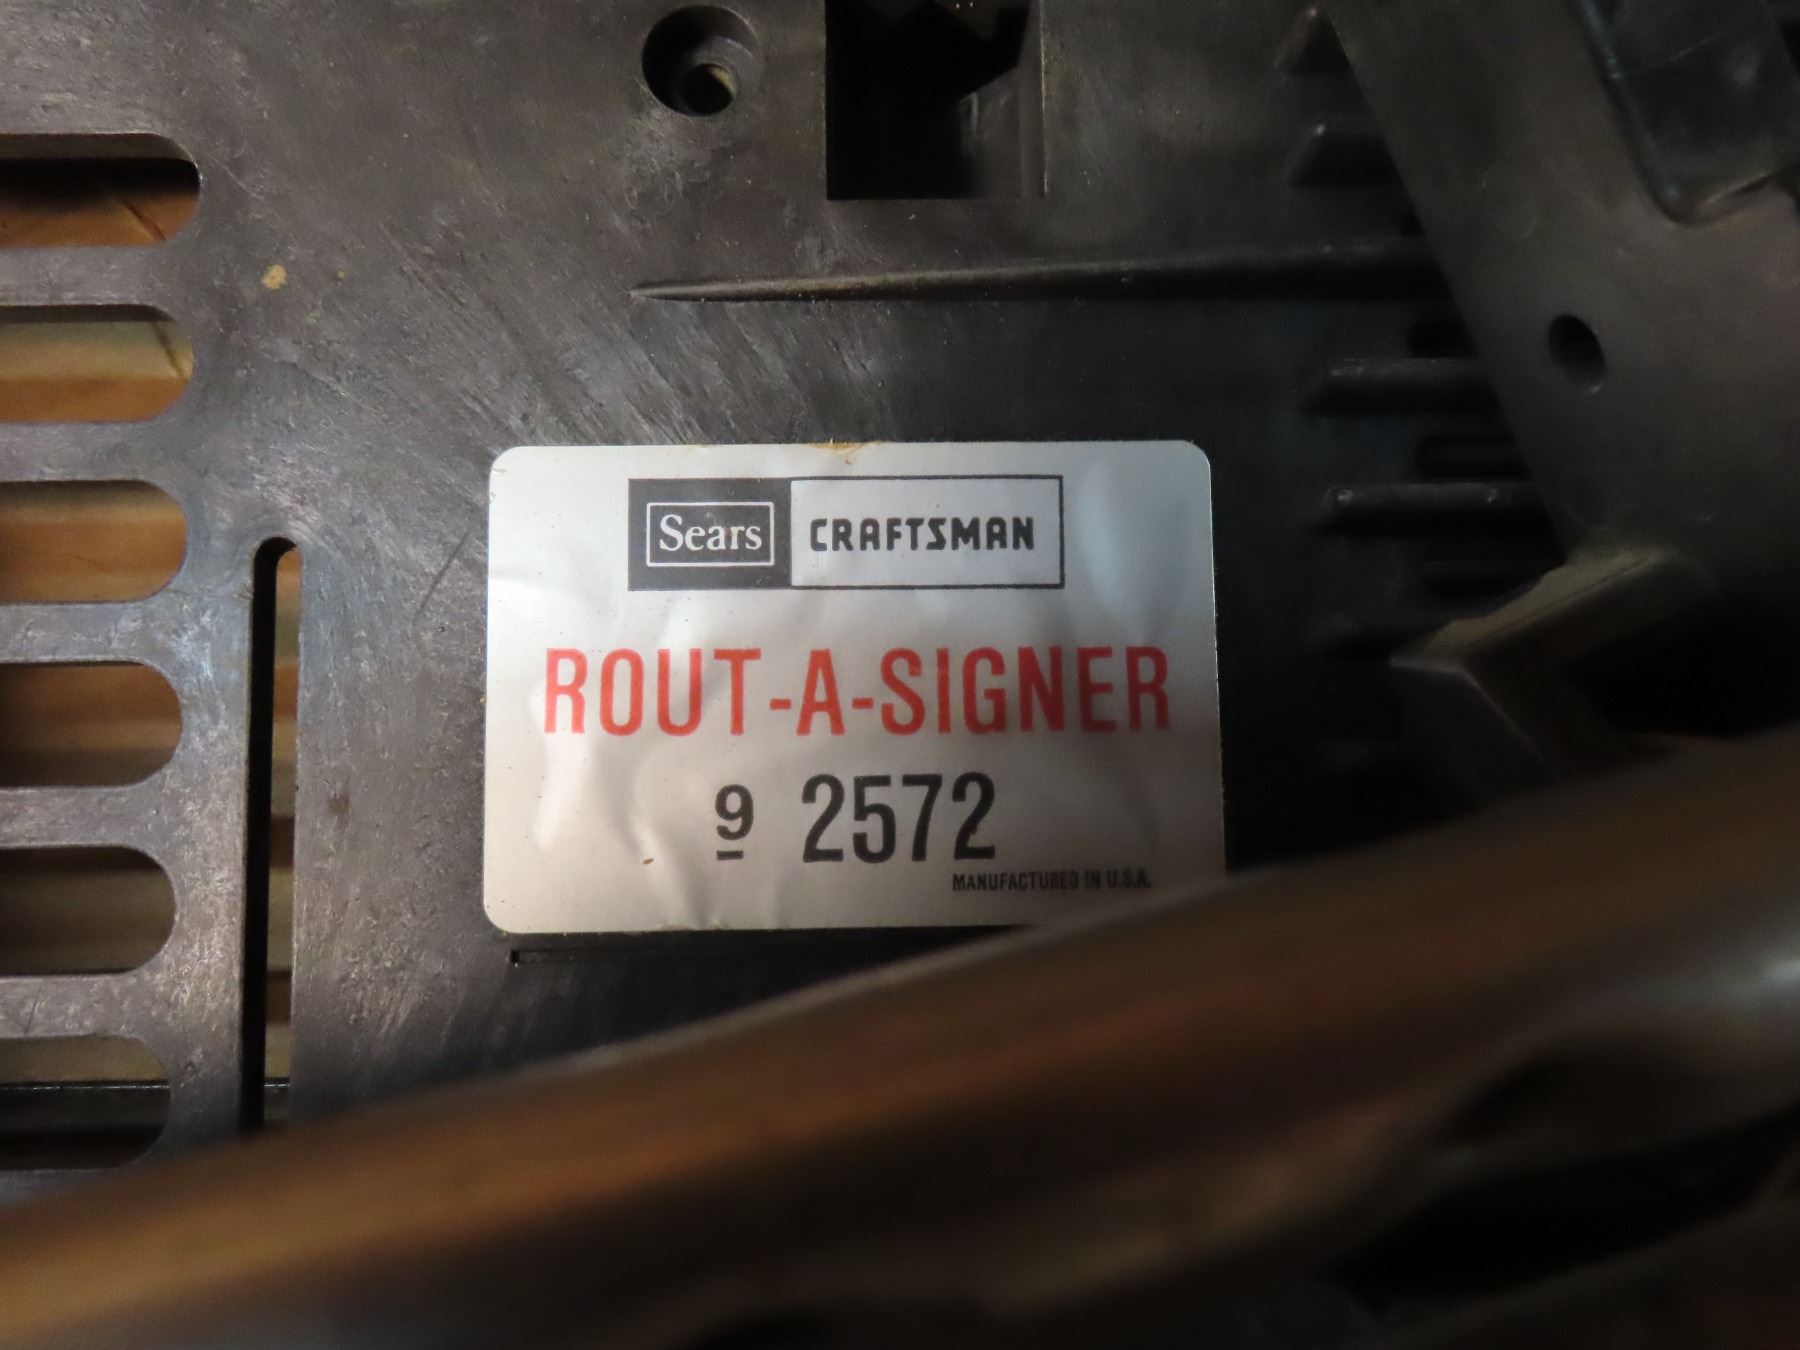 Sears CRAFTSMAN
ROUT-A-SIGNER
9 2572
MANUFACTURED IN U.S.A.